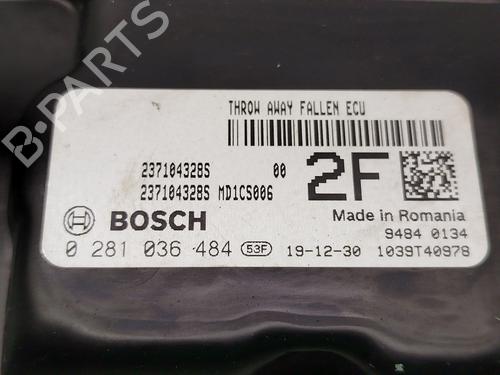 B-PARTS
THROW AWAY FALLEN ECU
237104328S 00
237104328S MD1CS006
2F
BOSCH
Made in Romania
9484 0134
0 281 036 484 53F 19-12-30 1039T40978